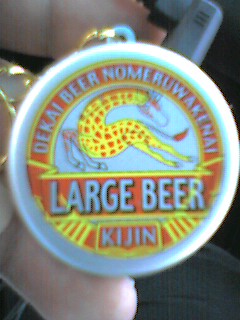 DEKAI BEER NOMERUWAKENAI
LARGE BEER
KIJIN